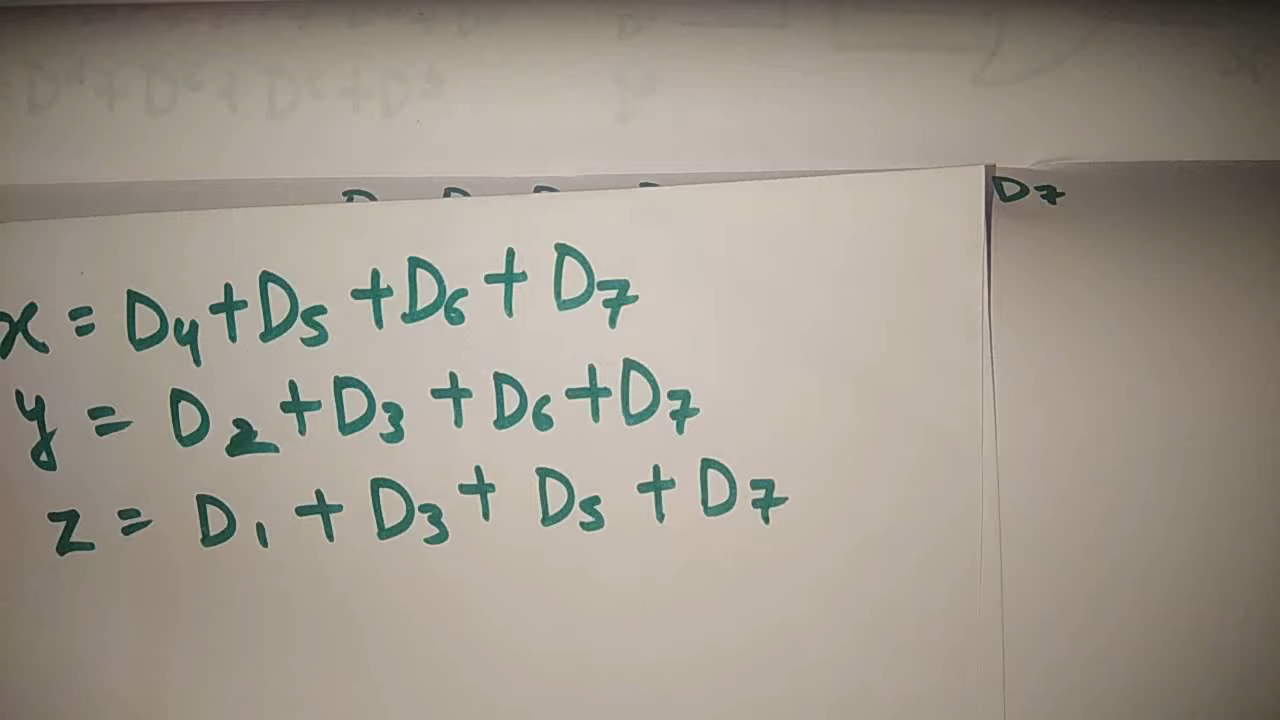 D7
x = D4 + D5 + D6 + D7
y = D2 + D3 + D6 + D7
z = D1 + D3 + D5 + D7